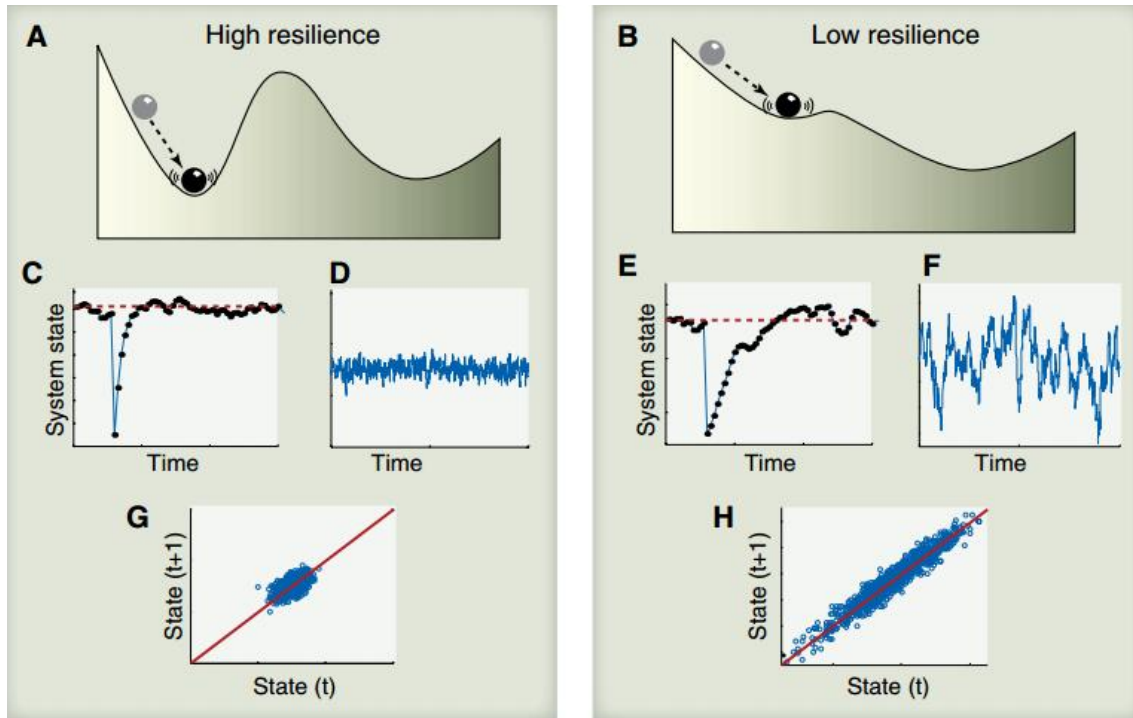 A
High resilience
B
Low resilience
C
System state
Time
D
Time
E
System state
Time
F
Time
G
State (t+1)
State (t)
H
State (t+1)
State (t)